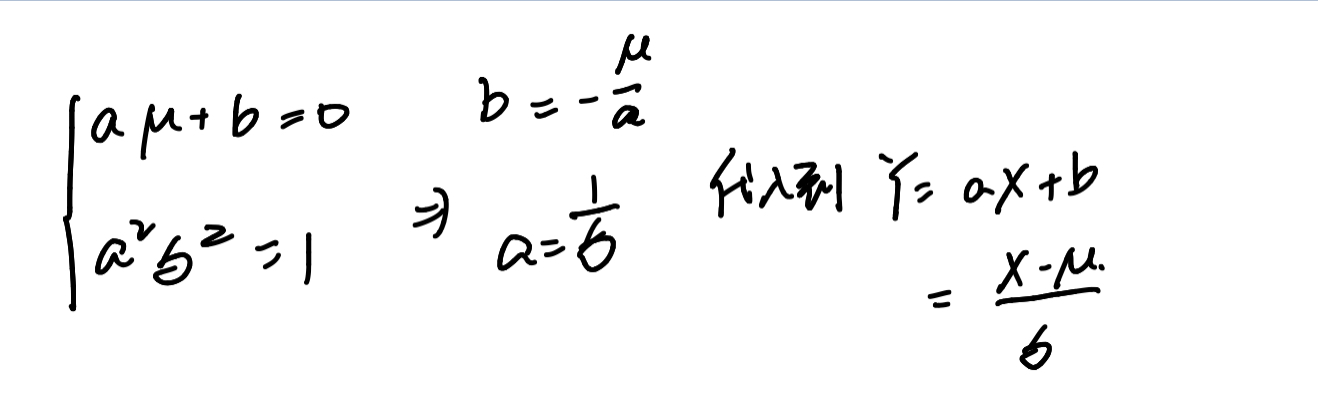 aμ+b=0
a²σ²=1
⇒
b=-μ/a
a=1/σ
代入到 Y=aX+b
=(X-μ)/σ